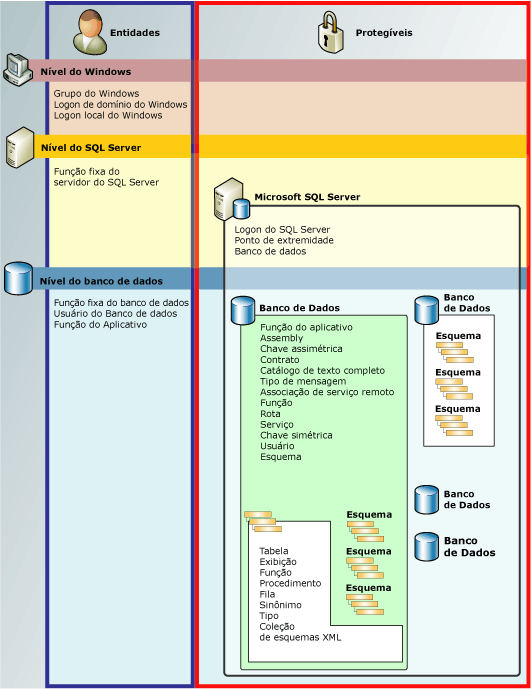 Entidades
Protegíveis
Nível do Windows
Grupo do Windows
Logon de domínio do Windows
Logon local do Windows
Nível do SQL Server
Função fixa do
servidor do SQL Server
Microsoft SQL Server
Logon do SQL Server
Ponto de extremidade
Banco de dados
Nível do banco de dados
Função fixa do banco de dados
Usuário do Banco de dados
Função do Aplicativo
Banco de Dados
Função do aplicativo
Assembly
Chave assimétrica
Contrato
Catálogo de texto completo
Tipo de mensagem
Associação de serviço remoto
Função
Rota
Serviço
Chave simétrica
Usuário
Esquema
Esquema
Esquema
Esquema
Tabela
Exibição
Função
Procedimento
Fila
Sinônimo
Tipo
Coleção
de esquemas XML
Banco
de Dados
Esquema
Esquema
Esquema
Banco
de Dados
Banco
de Dados